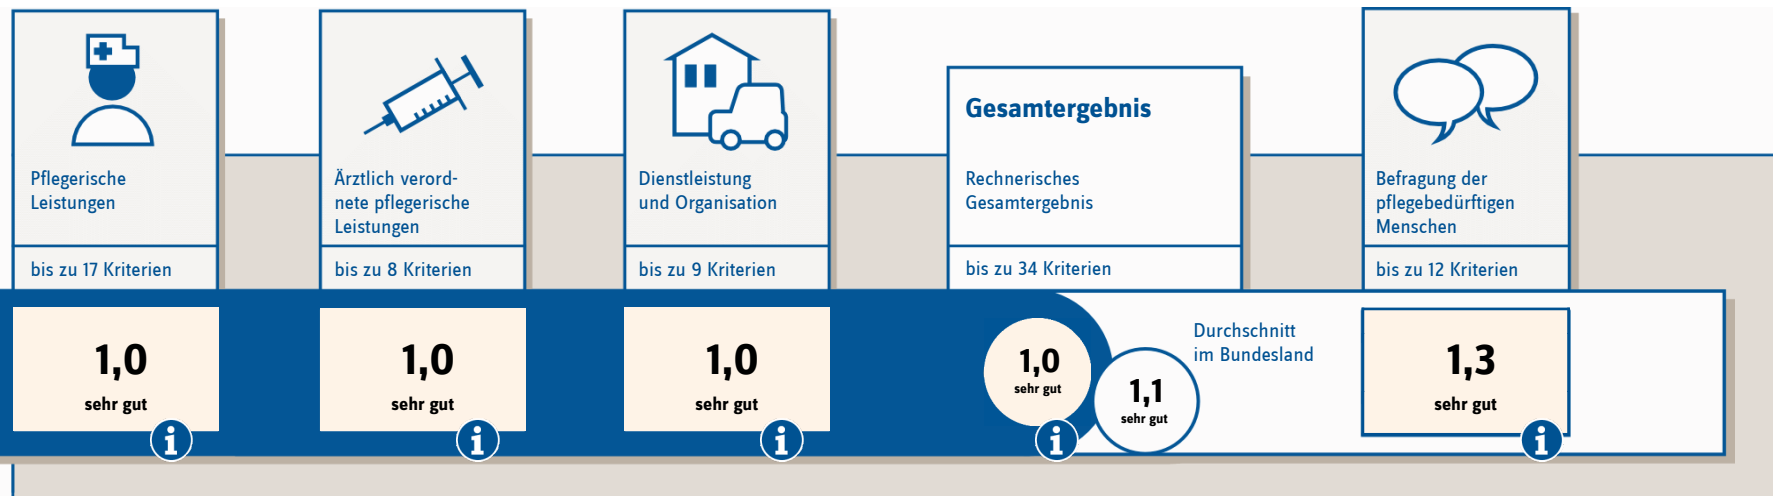 Pflegerische
Leistungen
bis zu 17 Kriterien
1,0
sehr gut
i
Ärztlich verord-
nete pflegerische
Leistungen
bis zu 8 Kriterien
1,0
sehr gut
i
Dienstleistung
und Organisation
bis zu 9 Kriterien
1,0
sehr gut
i
Gesamtergebnis
Rechnerisches
Gesamtergebnis
bis zu 34 Kriterien
1,0
sehr gut
i
1,1
sehr gut
Durchschnitt
im Bundesland
Befragung der
pflegebedürftigen
Menschen
bis zu 12 Kriterien
1,3
sehr gut
i